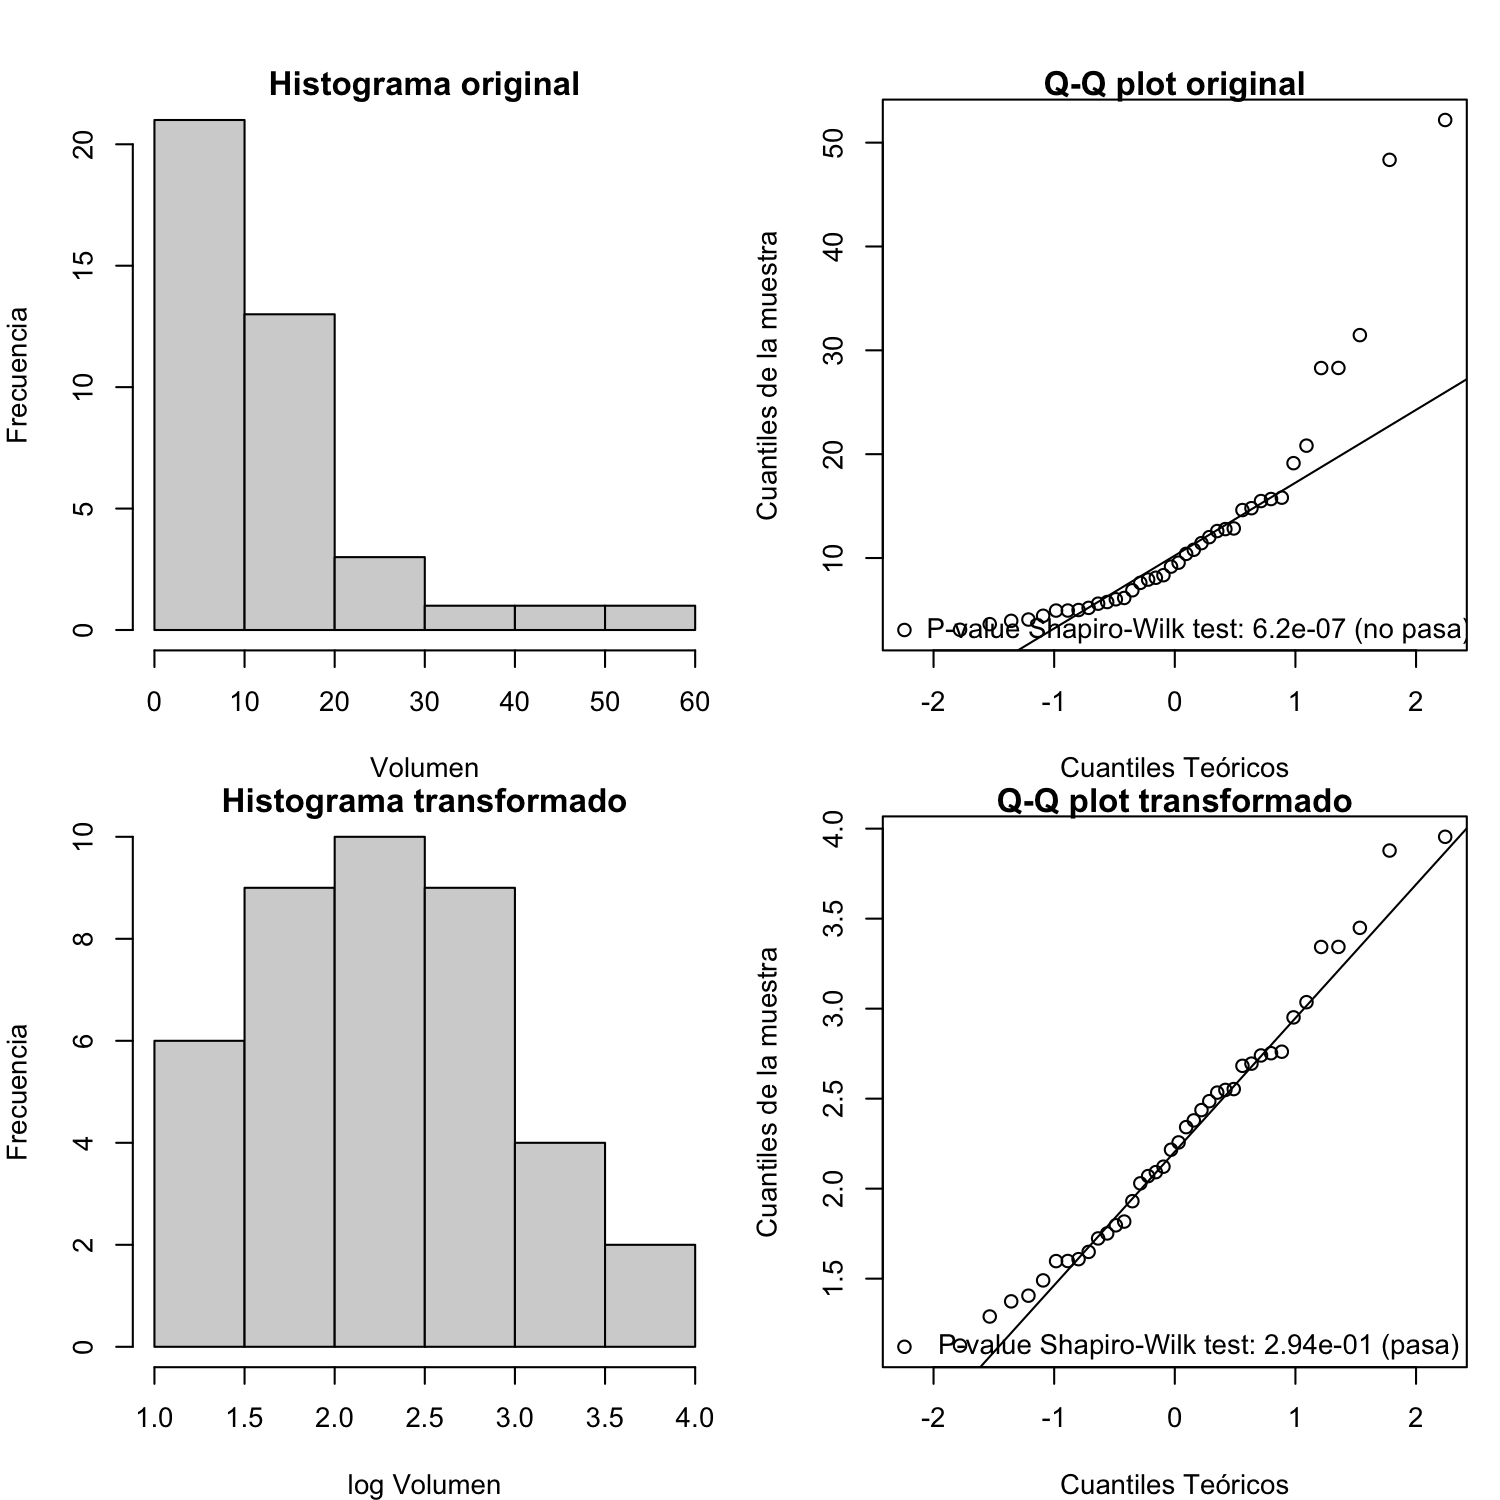 Histograma original
20
15
10
5
0
Frecuencia
0 10 20 30 40 50 60
Volumen
Q-Q plot original
50
40
30
20
10
Cuantiles de la muestra
P-value Shapiro-Wilk test: 6.2e-07 (no pasa)
-2 -1 0 1 2
Cuantiles Teóricos
Histograma transformado
10
8
6
4
2
0
Frecuencia
1.0 1.5 2.0 2.5 3.0 3.5 4.0
log Volumen
Q-Q plot transformado
4.0
3.5
3.0
2.5
2.0
1.5
Cuantiles de la muestra
P-value Shapiro-Wilk test: 2.94e-01 (pasa)
-2 -1 0 1 2
Cuantiles Teóricos